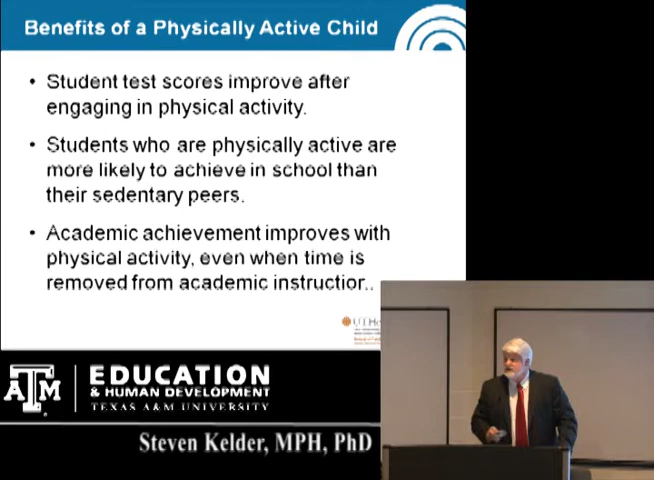 Benefits of a Physically Active Child
• Student test scores improve after
engaging in physical activity.
• Students who are physically active are
more likely to achieve in school than
their sedentary peers.
• Academic achievement improves with
physical activity, even when time is
removed from academic instruction..
ATM
EDUCATION
& HUMAN DEVELOPMENT
TEXAS A&M UNIVERSITY
Steven Kelder, MPH, PhD